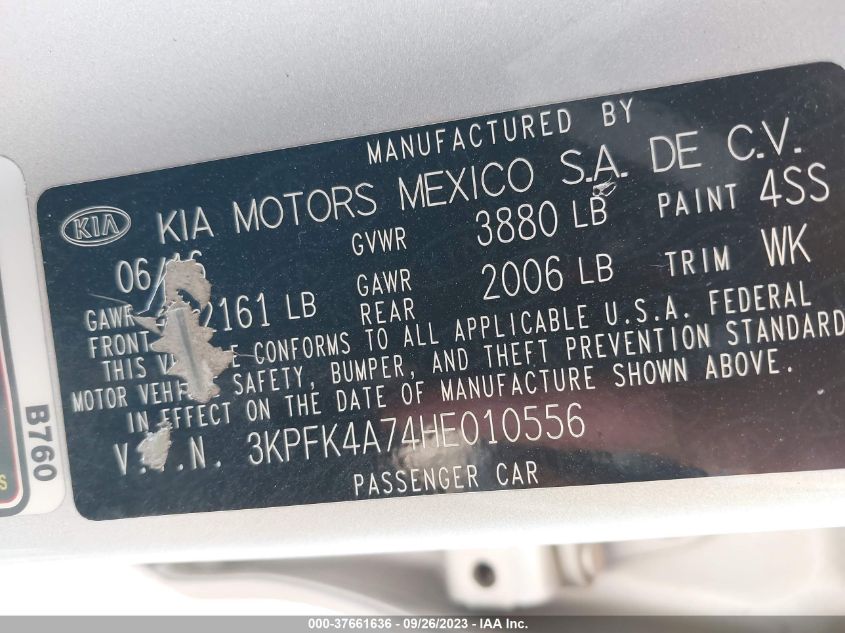 MANUFACTURED BY
KIA KIA MOTORS MEXICO S.A. DE C.V.
06/16 GVWR 3880 LB PAINT 4SS
GAWR FRONT 2161 LB GAWR REAR 2006 LB TRIM WK
THIS CONFORMS TO ALL APPLICABLE U.S.A. FEDERAL
MOTOR SAFETY, BUMPER, AND THEFT PREVENTION STANDARD
IN EFFECT ON THE DATE OF MANUFACTURE SHOWN ABOVE.
V. .N. 3KPFK4A74HE010556
PASSENGER CAR
B760
S
000-37661636 - 09/26/2023 - IAA Inc.